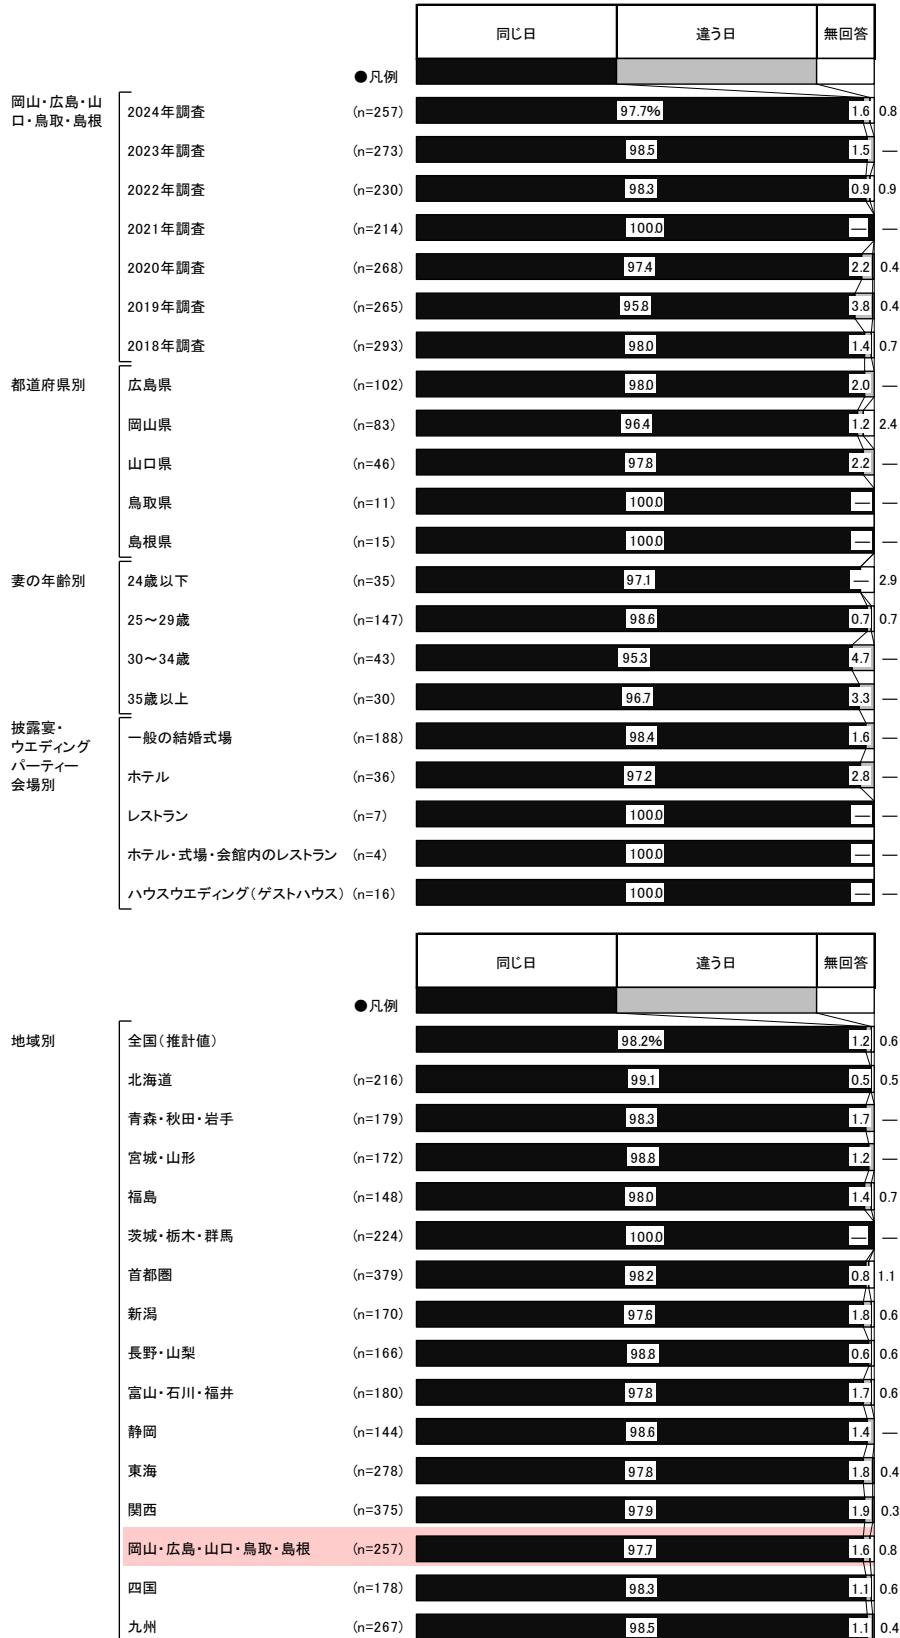 同じ日 違う日 無回答
●凡例
岡山・広島・山
口・鳥取・島根
2024年調査 (n=257) 97.7% 1.6 0.8
2023年調査 (n=273) 98.5 1.5 —
2022年調査 (n=230) 98.3 0.9 0.9
2021年調査 (n=214) 100.0 — —
2020年調査 (n=268) 97.4 2.2 0.4
2019年調査 (n=265) 95.8 3.8 0.4
2018年調査 (n=293) 98.0 1.4 0.7
都道府県別 広島県 (n=102) 98.0 2.0 —
岡山県 (n=83) 96.4 1.2 2.4
山口県 (n=46) 97.8 2.2 —
鳥取県 (n=11) 100.0 — —
島根県 (n=15) 100.0 — —
妻の年齢別 24歳以下 (n=35) 97.1 — 2.9
25～29歳 (n=147) 98.6 0.7 0.7
30～34歳 (n=43) 95.3 4.7 —
35歳以上 (n=30) 96.7 3.3 —
披露宴・
ウエディング
パーティー
会場別
一般の結婚式場 (n=188) 98.4 1.6 —
ホテル (n=36) 97.2 2.8 —
レストラン (n=7) 100.0 — —
ホテル・式場・会館内のレストラン (n=4) 100.0 — —
ハウスウエディング(ゲストハウス) (n=16) 100.0 — —
同じ日 違う日 無回答
●凡例
地域別 全国(推計値) 98.2% 1.2 0.6
北海道 (n=216) 99.1 0.5 0.5
青森・秋田・岩手 (n=179) 98.3 1.7 —
宮城・山形 (n=172) 98.8 1.2 —
福島 (n=148) 98.0 1.4 0.7
茨城・栃木・群馬 (n=224) 100.0 — —
首都圏 (n=379) 98.2 0.8 1.1
新潟 (n=170) 97.6 1.8 0.6
長野・山梨 (n=166) 98.8 0.6 0.6
富山・石川・福井 (n=180) 97.8 1.7 0.6
静岡 (n=144) 98.6 1.4 —
東海 (n=278) 97.8 1.8 0.4
関西 (n=375) 97.9 1.9 0.3
岡山・広島・山口・鳥取・島根 (n=257) 97.7 1.6 0.8
四国 (n=178) 98.3 1.1 0.6
九州 (n=267) 98.5 1.1 0.4